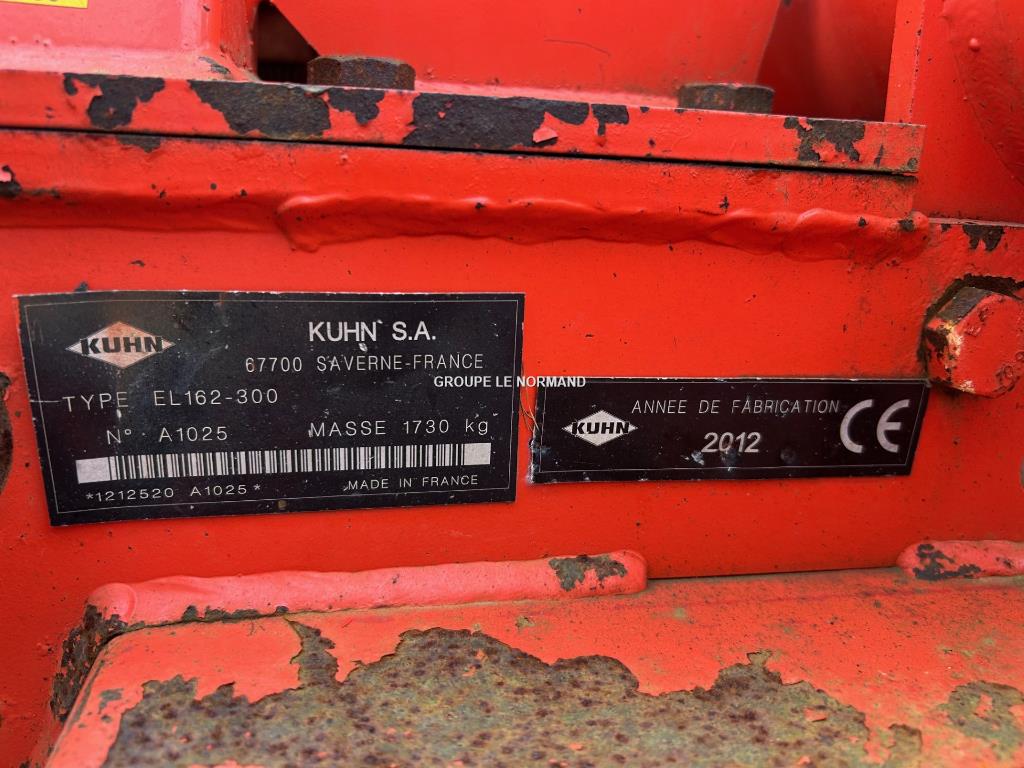 KUHN
KUHN S.A.
67700 SAVERNE-FRANCE
TYPE EL162-300
N° A1025 MASSE 1730 kg
*1212520 A1025*
MADE IN FRANCE
GROUPE LE NORMAND
KUHN
ANNEE DE FABRICATION
2012
CE